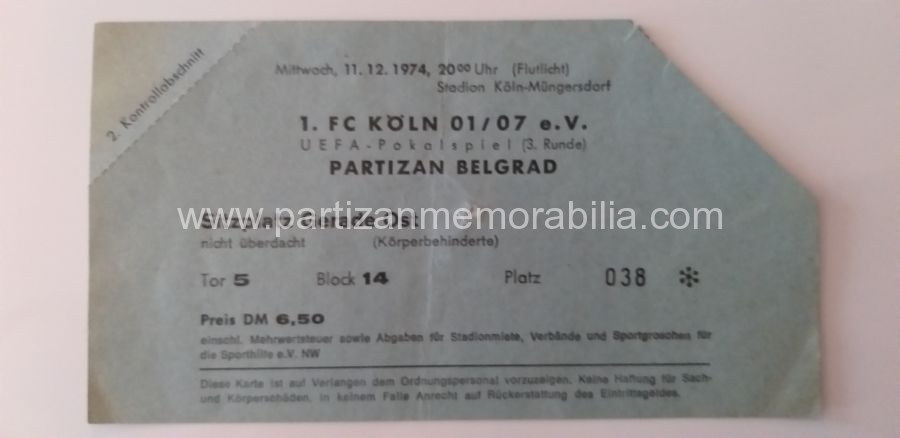 2. Kontrollabschnitt
Mittwoch, 11. 12. 1974, 20⁰⁰ Uhr (Flutlicht)
Stadion Köln-Müngersdorf
1. FC KÖLN 01/07 e.V.
UEFA-Pokalspiel (3. Runde)
PARTIZAN BELGRAD
www.partizanmemorabilia.com
Sitzplatz Gerade Ost
nicht überdacht (Körperbehinderte)
Tor 5 Block 14 Platz 038 *
Preis DM 6,50
einschl. Mehrwertsteuer sowie Abgaben für Stadionmiete, Verbände und Sportgroschen für
die Sporthilfe e.V. NW
Diese Karte ist auf Verlangen dem Ordnungspersonal vorzuzeigen. Keine Haftung für Sach-
und Körperschäden. In keinem Falle Anrecht auf Rückerstattung des Eintrittsgeldes.